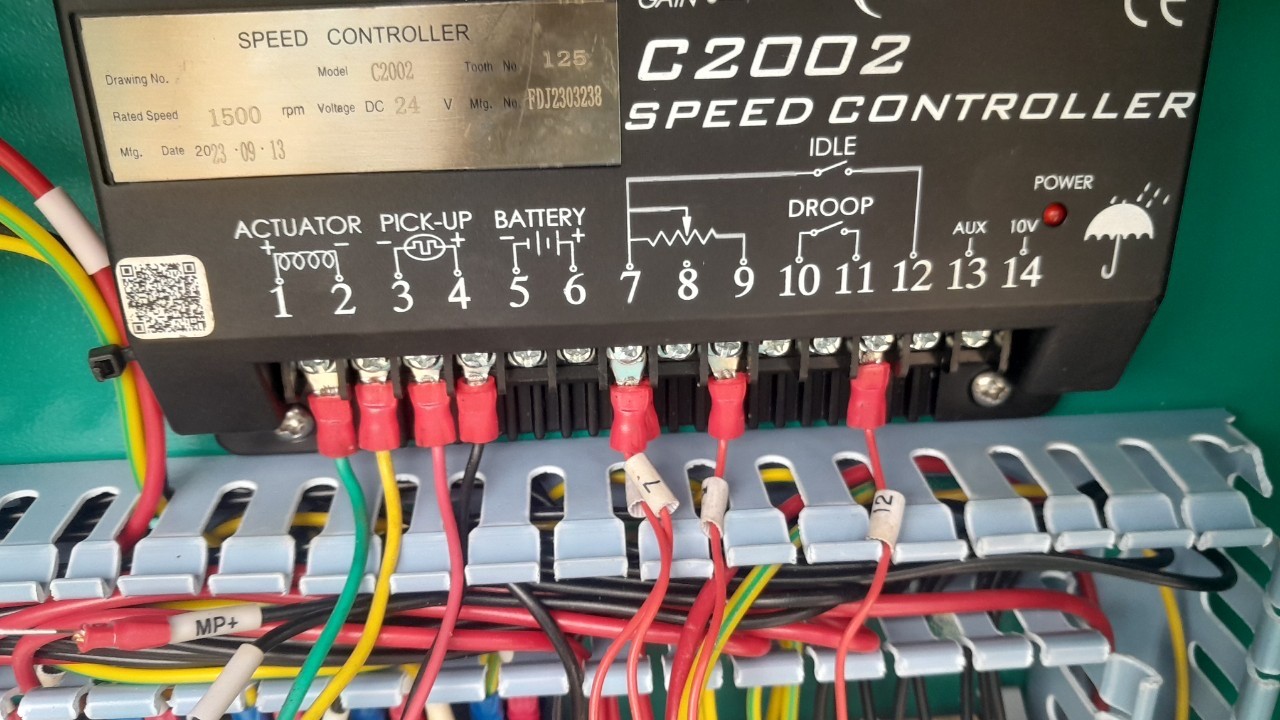 SPEED CONTROLLER
Drawing No.
Model C2002
Tooth No. 125
Rated Speed 1500 rpm
Voltage DC 24 V
Mfg. No. FDJ2303238
Mfg. Date 2023·09·13
GAIN
CE
C2002
SPEED CONTROLLER
IDLE
POWER
ACTUATOR PICK-UP BATTERY DROOP AUX 10V
+ - - + - +
1 2 3 4 5 6 7 8 9 10 11 12 13 14
7
12
MP+